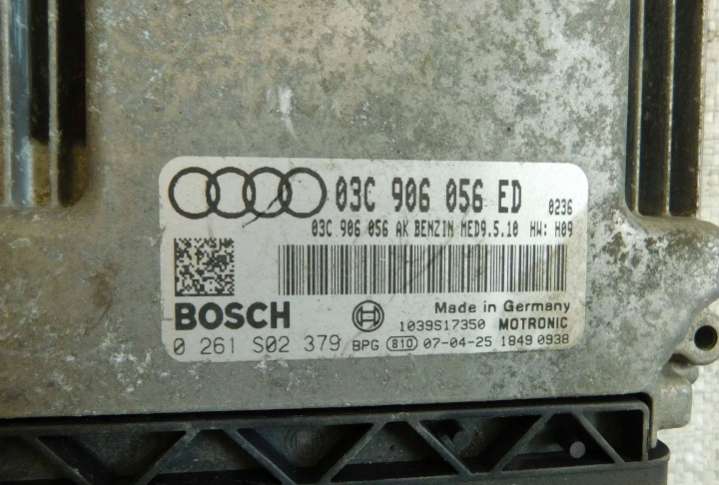 03C 906 056 ED 0236
03C 906 056 AK BENZIN MED9.5.10 HW: H09
BOSCH Made in Germany
1039S17350 MOTRONIC
0 261 S02 379 BPG 810 07-04-25 1849 0938